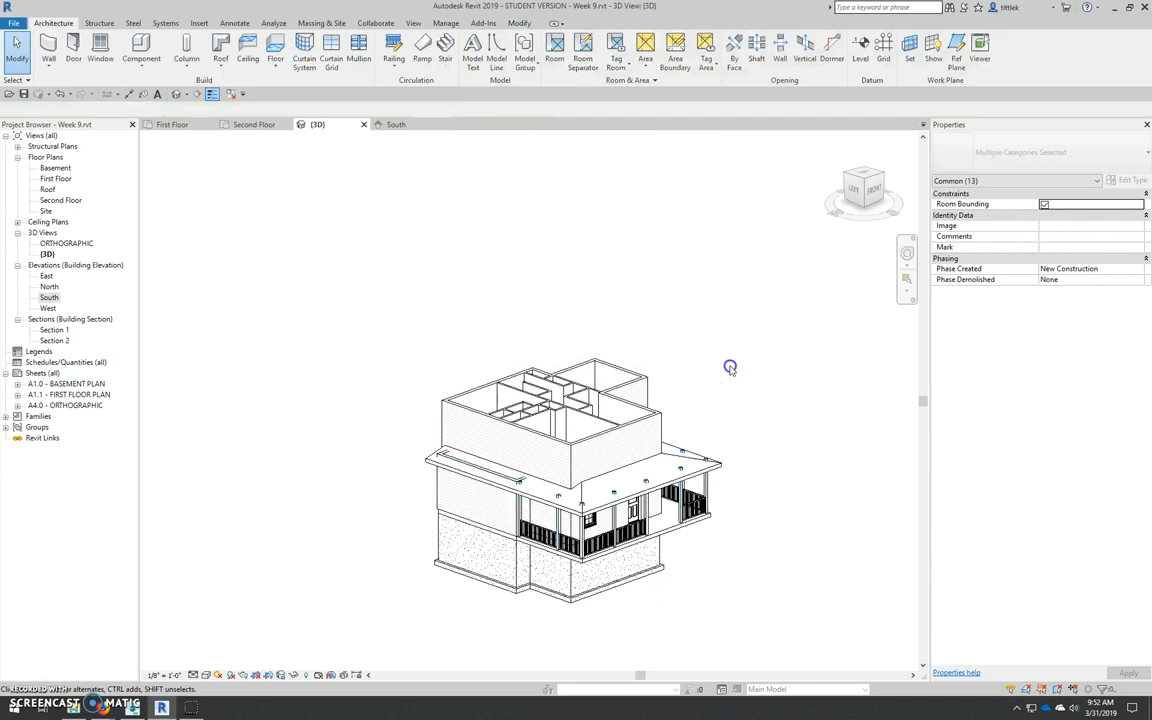 Autodesk Revit 2019 - STUDENT VERSION - Week 9.rvt - 3D View: {3D}
Type a keyword or phrase
tittlek
File Architecture Structure Steel Systems Insert Annotate Analyze Massing & Site Collaborate View Manage Add-Ins Modify
Modify Wall Door Window Component Column Roof Ceiling Floor Curtain System Curtain Grid Mullion Railing Ramp Stair Model Text Model Line Model Group Room Room Separator Tag Room Area Area Boundary Tag Area By Face Shaft Wall Vertical Dormer Level Grid Set Show Ref Plane Viewer
Select Build Circulation Model Room & Area Opening Datum Work Plane
Project Browser - Week 9.rvt
First Floor Second Floor {3D} South
Properties
Views (all)
Structural Plans
Floor Plans
Basement
First Floor
Roof
Second Floor
Site
Ceiling Plans
3D Views
ORTHOGRAPHIC
{3D}
Elevations (Building Elevation)
East
North
South
West
Sections (Building Section)
Section 1
Section 2
Legends
Schedules/Quantities (all)
Sheets (all)
A1.0 - BASEMENT PLAN
A1.1 - FIRST FLOOR PLAN
A4.0 - ORTHOGRAPHIC
Families
Groups
Revit Links
LEFT FRONT
Multiple Categories Selected
Common (13) Edit Type
Constraints
Room Bounding
Identity Data
Image
Comments
Mark
Phasing
Phase Created New Construction
Phase Demolished None
Properties help Apply
1/8" = 1'-0"
alternates, CTRL adds, SHIFT unselects.
:0 Main Model :0
RECORDED WITH
SCREENCAST MATIC
9:52 AM
3/31/2019